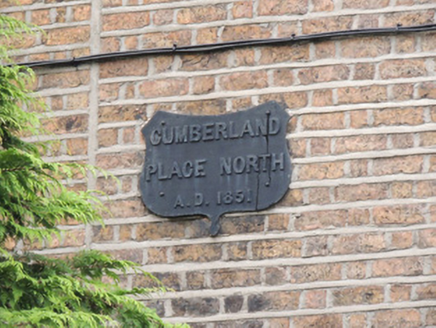 CUMBERLAND
PLACE NORTH
A.D. 1851